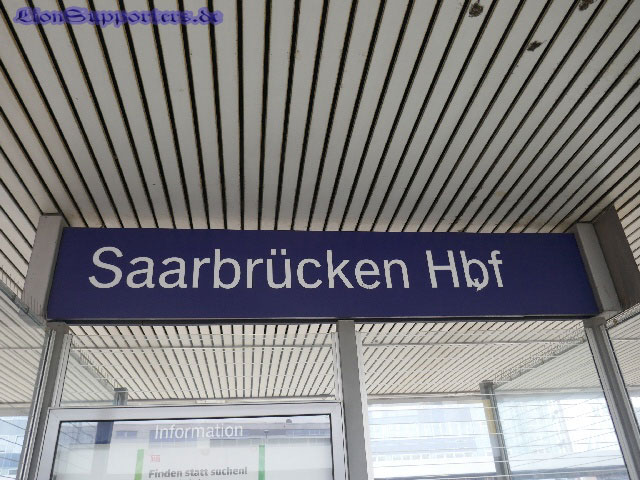 LionSupporters.de
Saarbrücken Hbf
Information
Finden statt suchen!